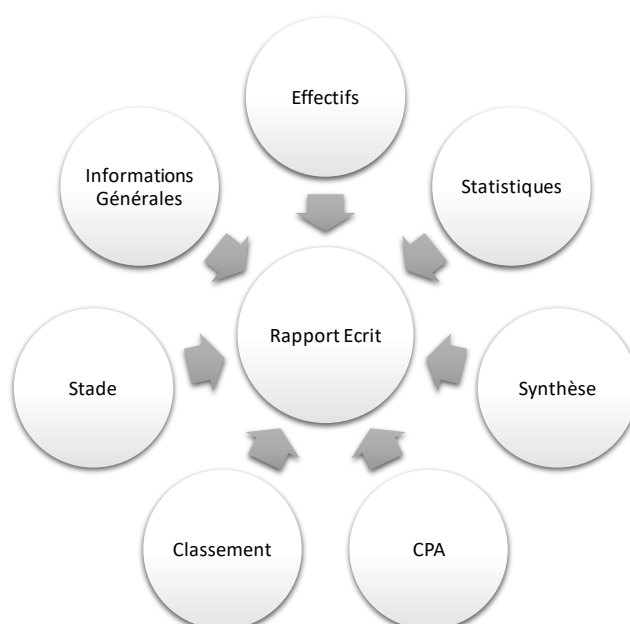 Effectifs
Informations
Générales
Statistiques
Rapport Ecrit
Stade
Synthèse
Classement
CPA